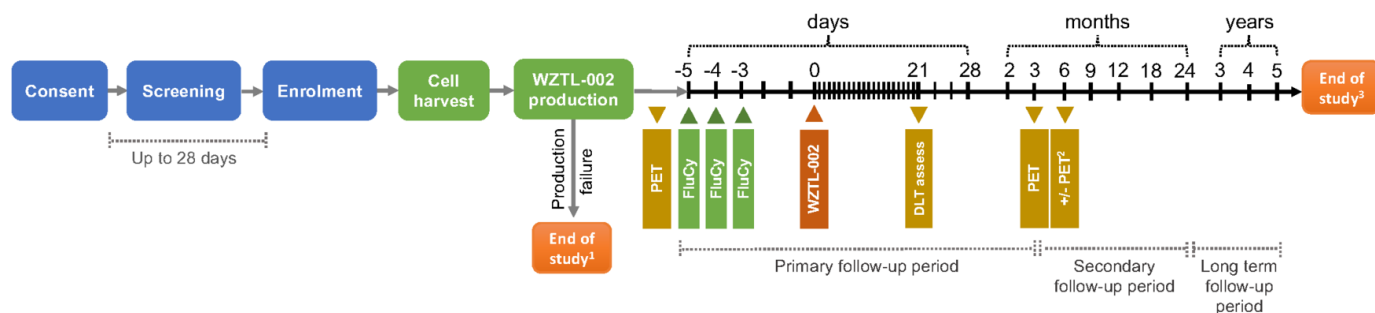 days
months
years
-5 -4 -3 0 21 28 2 3 6 9 12 18 24 3 4 5
Consent
Screening
Enrolment
Cell
harvest
WZTL-002
production
End of
study³
Up to 28 days
Production
failure
End of
study¹
PET
FluCy
FluCy
FluCy
WZTL-002
DLT assess
PET
+/- PET²
Primary follow-up period
Secondary
follow-up period
Long term
follow-up
period